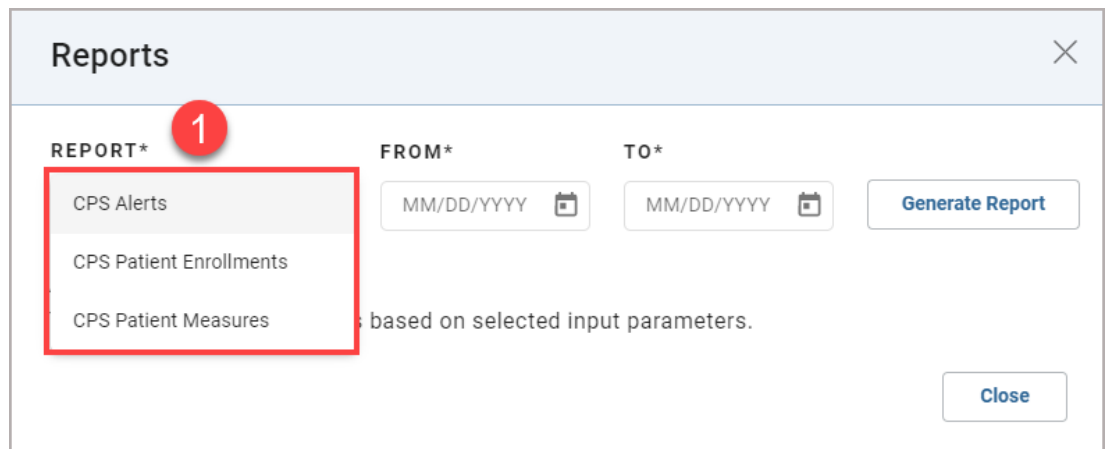 Reports
1
REPORT*
FROM*
TO*
CPS Alerts
MM/DD/YYYY
MM/DD/YYYY
Generate Report
CPS Patient Enrollments
CPS Patient Measures
based on selected input parameters.
Close